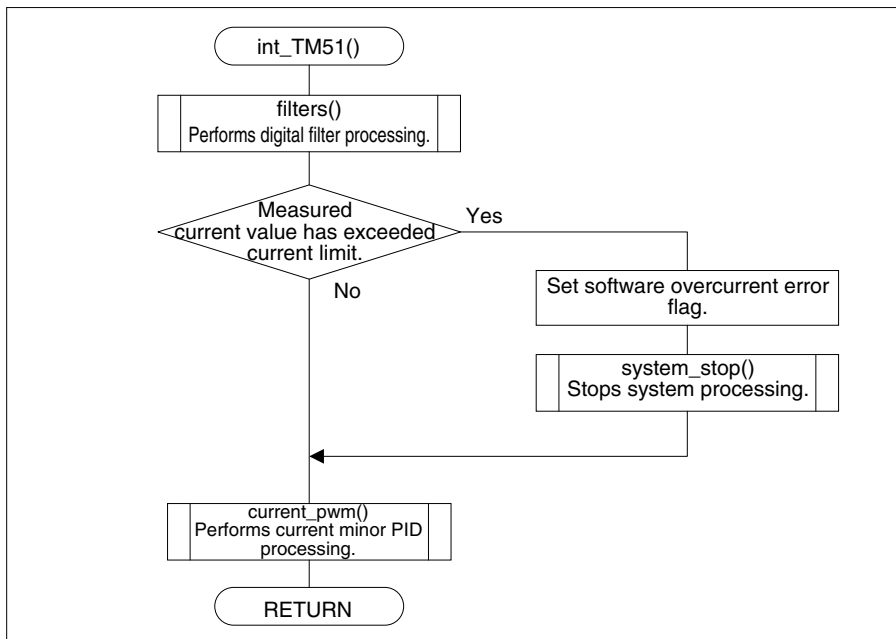 int_TM51()
filters()
Performs digital filter processing.
Measured
current value has exceeded
current limit.
Yes
No
Set software overcurrent error
flag.
system_stop()
Stops system processing.
current_pwm()
Performs current minor PID
processing.
RETURN